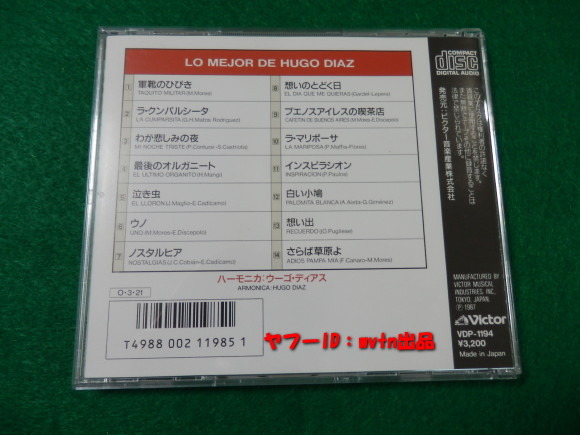 LO MEJOR DE HUGO DIAZ
1 軍靴のひびき
TAQUITO MILITAR (M.Mores)
2 ラ・クンパルシータ
LA CUMPARSITA (G.H.Matos Rodriguez)
3 わが悲しみの夜
MI NOCHE TRISTE (P.Contursi-S.Castriota)
4 最後のオルガニート
EL ULTIMO ORGANITO (H.Manzi)
5 泣き虫
EL LLORON (J.Maglio-E.Cadicamo)
6 ウノ
UNO (M.Mores-E.Discepolo)
7 ノスタルヒア
NOSTALGIAS (J.C.Cobian-E.Cadicamo)
8 想いのとどく日
EL DIA QUE ME QUIERAS (Gardel-Lepera)
9 ブエノスアイレスの喫茶店
CAFETIN DE BUENOS AIRES (M.Mores-E.Discepolo)
10 ラ・マリポーサ
LA MARIPOSA (P.Maffia-Flores)
11 インスピラシオン
INSPIRACION (P.Paulos)
12 白い小鳩
PALOMITA BLANCA (A.Aieta-G.Gimenez)
13 想い出
RECUERDO (O.Pugliese)
14 さらば草原よ
ADIOS PAMPA MIA (F.Canaro-M.Mores)
ハーモニカ:ウーゴ・ディアス
ARMONICA: HUGO DIAZ
O-3-21
T4988 002 11985 1
ヤフーID:
出品
COMPACT
disc
DIGITAL AUDIO
発売元:ビクター音楽産業株式会社
MANUFACTURED BY
VICTOR MUSICAL
INDUSTRIES, INC.
TOKYO, JAPAN
Ⓟ 1987
Victor
VDP-1194
¥3,200
Made in Japan